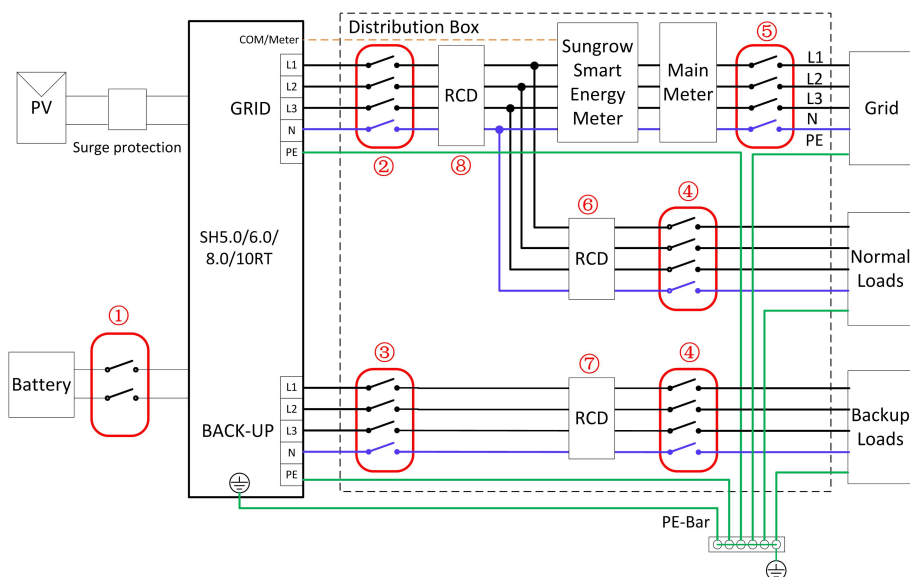 Distribution Box
⑤
COM/Meter
L1
L2
L3
N
PE
GRID
PV
Surge protection
②
RCD
⑧
Sungrow
Smart
Energy
Meter
Main
Meter
L1
L2
L3
N
PE
Grid
SH5.0/6.0/
8.0/10RT
⑥
RCD
④
Normal
Loads
①
Battery
③
⑦
RCD
④
L1
L2
L3
N
PE
BACK-UP
Backup
Loads
PE-Bar